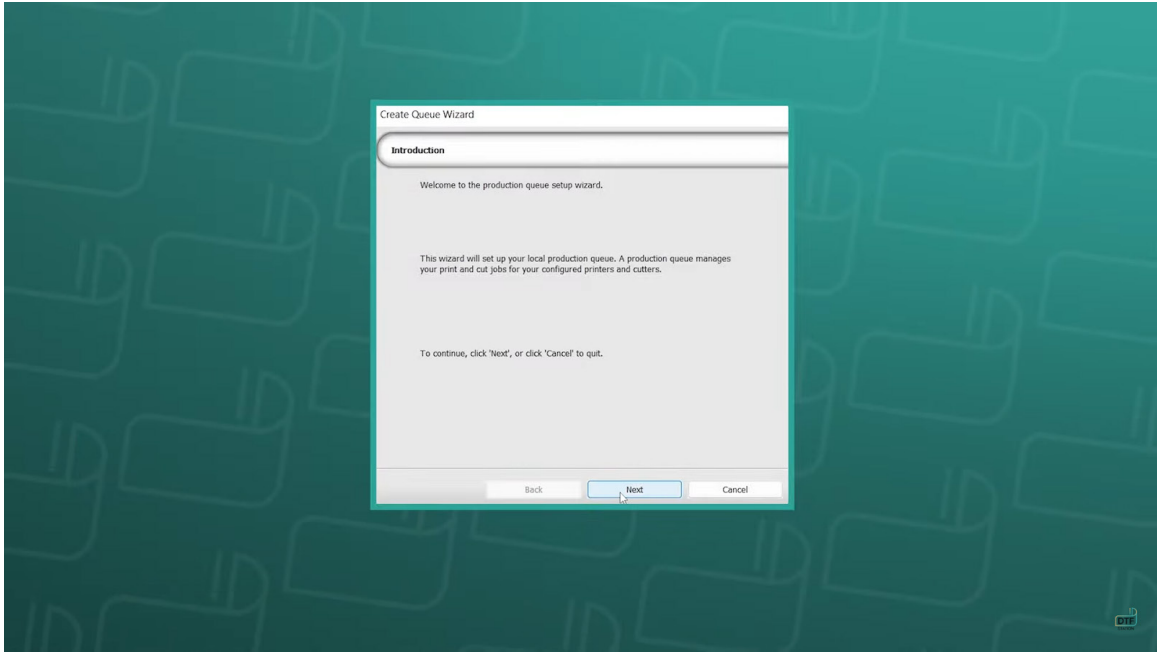 Create Queue Wizard
Introduction
Welcome to the production queue setup wizard.
This wizard will set up your local production queue. A production queue manages
your print and cut jobs for your configured printers and cutters.
To continue, click 'Next', or click 'Cancel' to quit.
Back Next Cancel
DTF